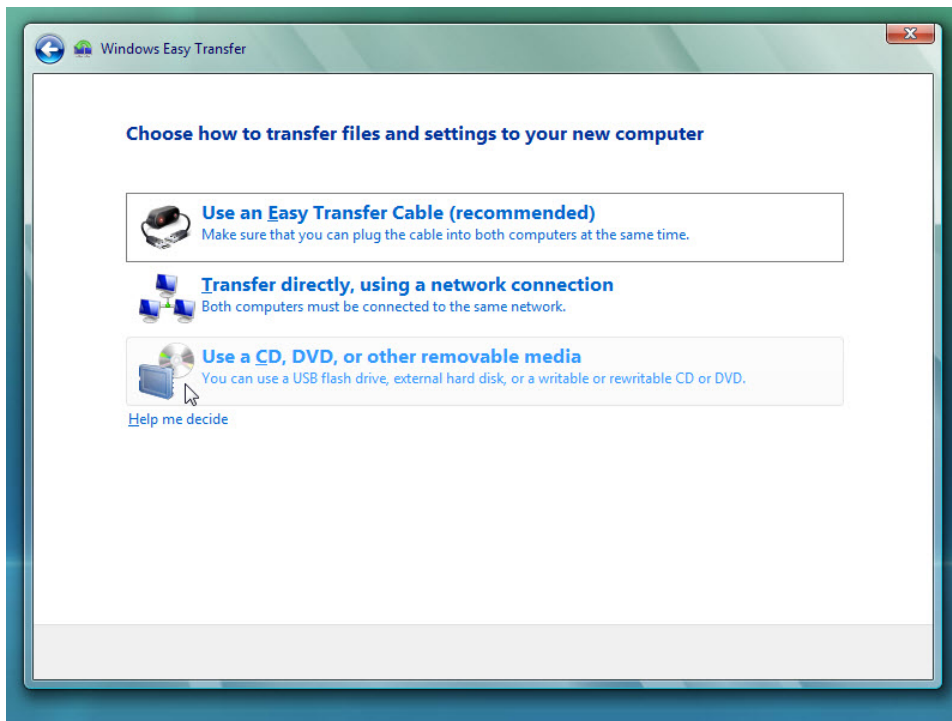 Windows Easy Transfer
Choose how to transfer files and settings to your new computer
Use an Easy Transfer Cable (recommended)
Make sure that you can plug the cable into both computers at the same time.
Transfer directly, using a network connection
Both computers must be connected to the same network.
Use a CD, DVD, or other removable media
You can use a USB flash drive, external hard disk, or a writable or rewritable CD or DVD.
Help me decide